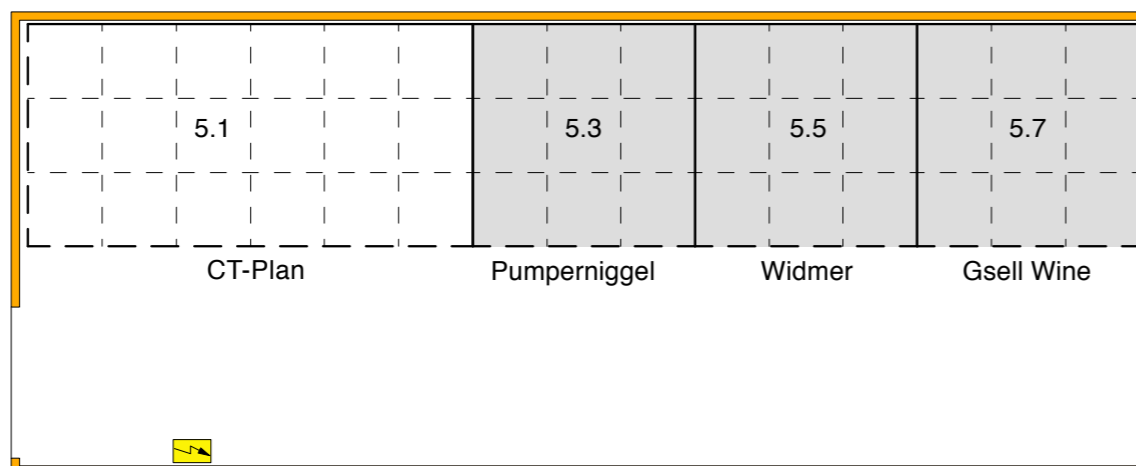 5.1
5.3
5.5
5.7
CT-Plan
Pumperniggel
Widmer
Gsell Wine